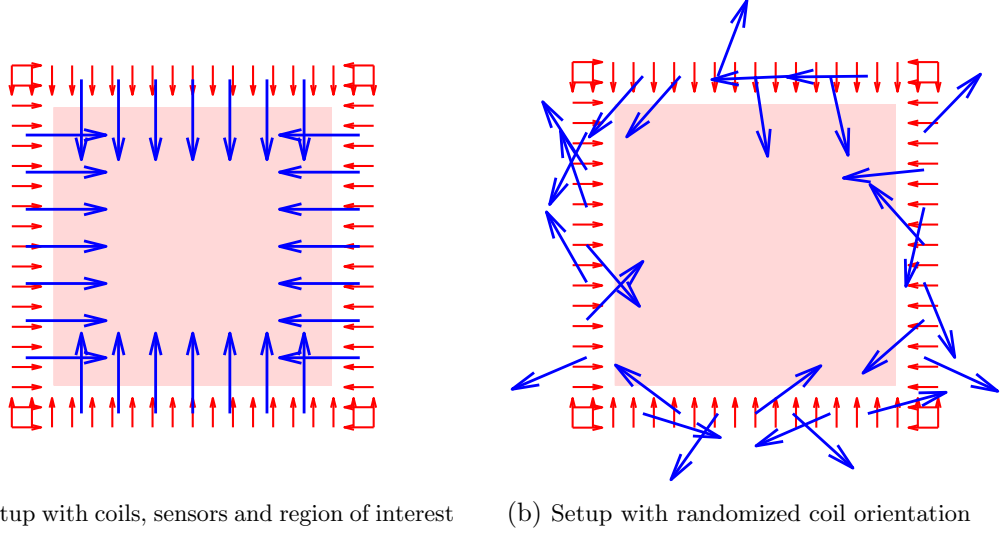 tup with coils, sensors and region of interest
(b) Setup with randomized coil orientation